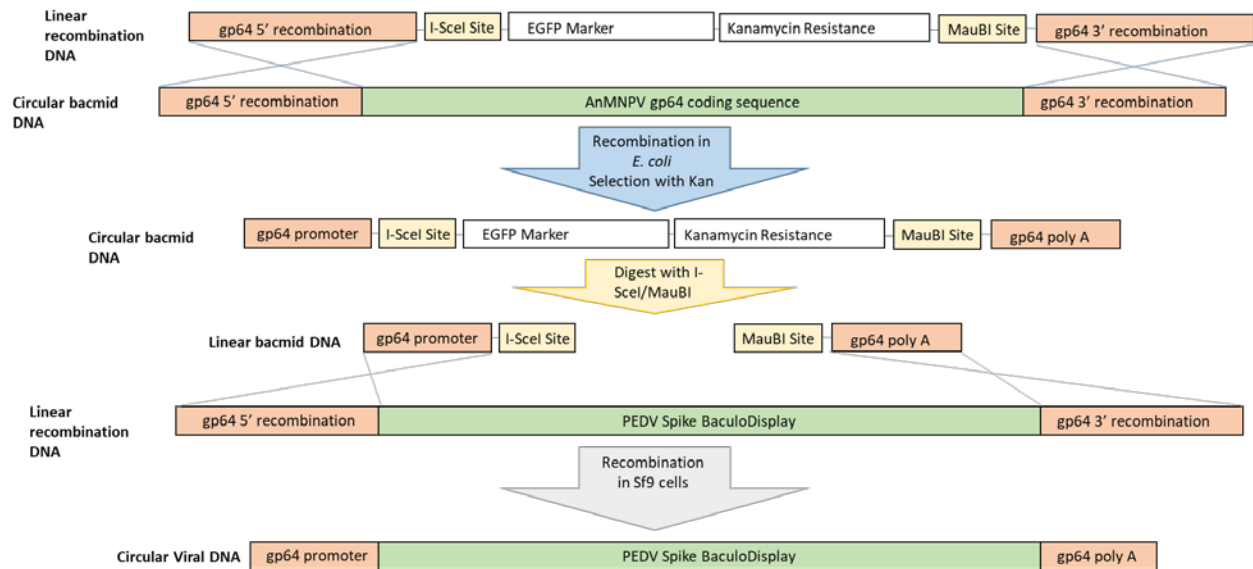 Linear
recombination
DNA
gp64 5’ recombination
I-SceI Site
EGFP Marker
Kanamycin Resistance
MauBI Site
gp64 3’ recombination
Circular bacmid
DNA
gp64 5’ recombination
AnMNPV gp64 coding sequence
gp64 3’ recombination
Recombination in
E. coli
Selection with Kan
Circular bacmid
DNA
gp64 promoter
I-SceI Site
EGFP Marker
Kanamycin Resistance
MauBI Site
gp64 poly A
Digest with I-
SceI/MauBI
Linear bacmid DNA
gp64 promoter
I-SceI Site
MauBI Site
gp64 poly A
Linear
recombination
DNA
gp64 5’ recombination
PEDV Spike BaculoDisplay
gp64 3’ recombination
Recombination
in Sf9 cells
Circular Viral DNA
gp64 promoter
PEDV Spike BaculoDisplay
gp64 poly A